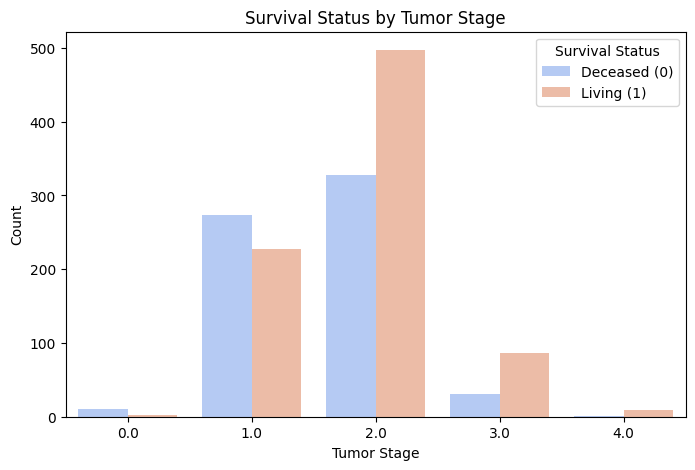 Survival Status by Tumor Stage
Survival Status
Deceased (0)
Living (1)
Count
500
400
300
200
100
0
0.0 1.0 2.0 3.0 4.0
Tumor Stage